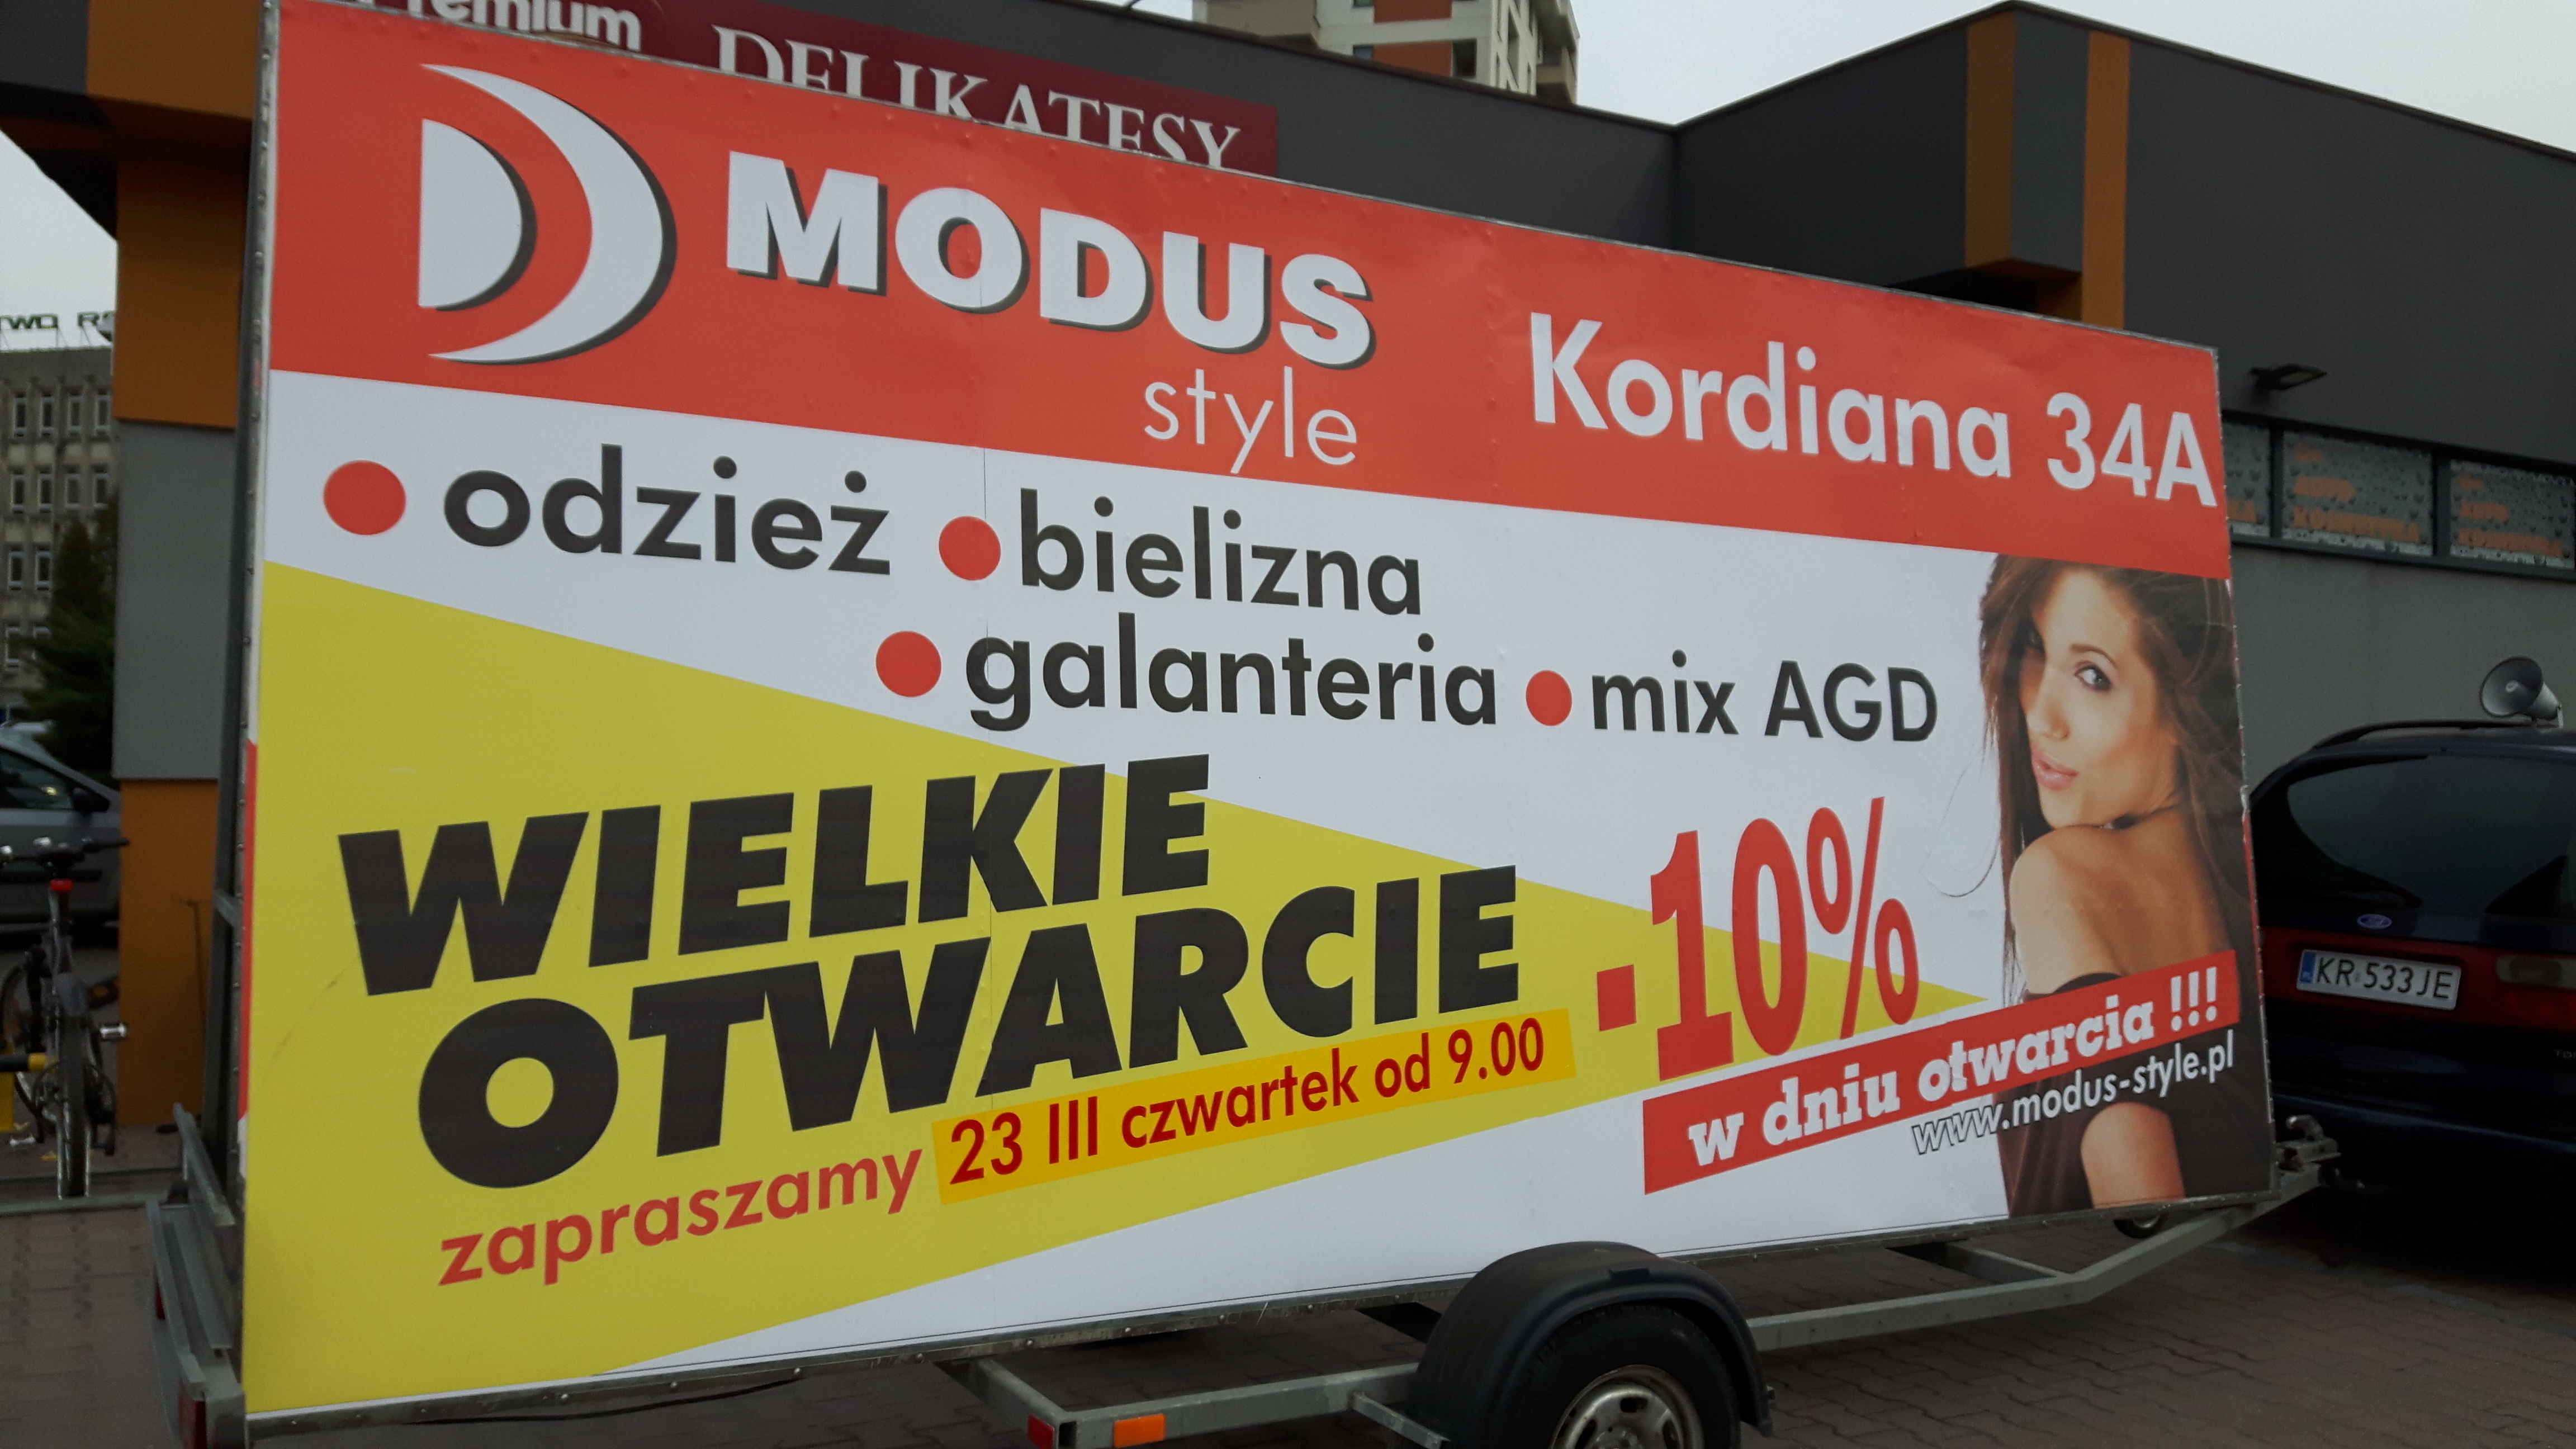 Premium
DELIKATESY
MODUS
style
Kordiana 34A
• odzież • bielizna
• galanteria • mix AGD
WIELKIE
OTWARCIE
zapraszamy 23 III czwartek od 9.00
-10%
w dniu otwarcia !!!
www.modus-style.pl
KR 533JE